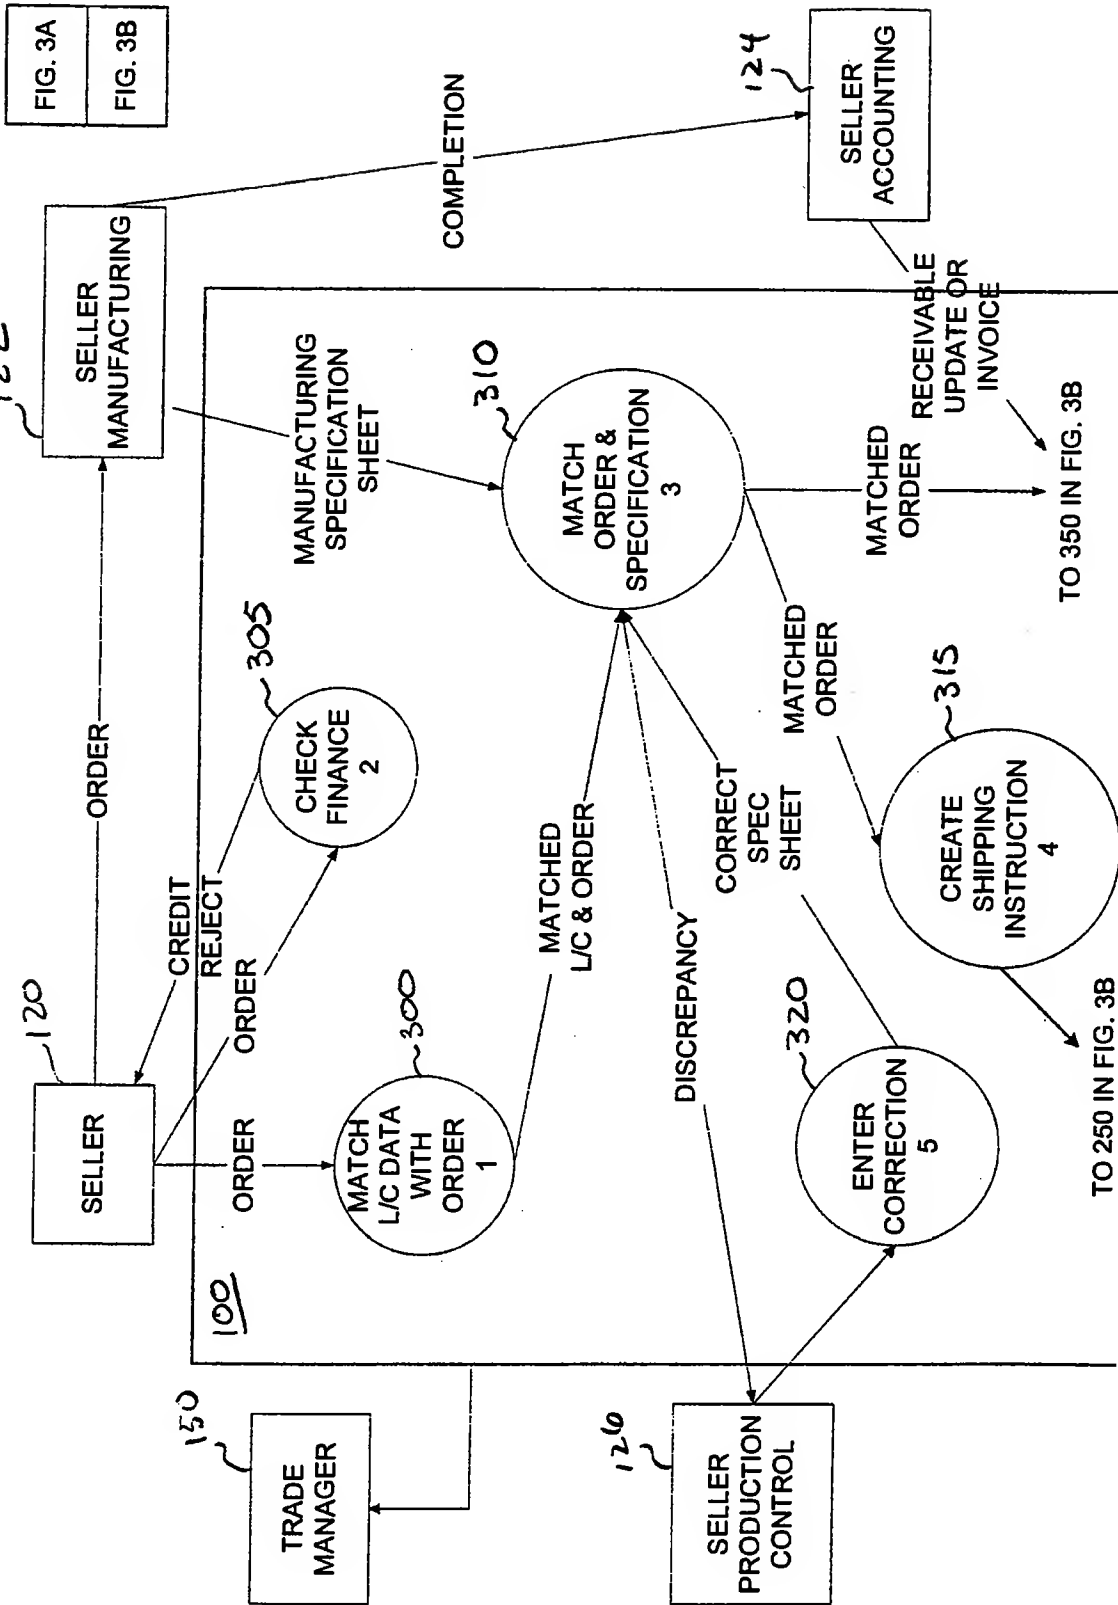 FIG. 3A
FIG. 3B
150
TRADE
MANAGER
126
SELLER
PRODUCTION
CONTROL
120
SELLER
ORDER
122
SELLER
MANUFACTURING
COMPLETION
124
SELLER
ACCOUNTING
100
ORDER
ORDER
CREDIT
REJECT
300
MATCH
L/C DATA
WITH
ORDER
1
305
CHECK
FINANCE
2
MANUFACTURING
SPECIFICATION
SHEET
310
MATCH
ORDER &
SPECIFICATION
3
MATCHED
L/C & ORDER
DISCREPANCY
CORRECT
SPEC
SHEET
320
ENTER
CORRECTION
5
MATCHED
ORDER
315
CREATE
SHIPPING
INSTRUCTION
4
MATCHED
ORDER
RECEIVABLE
UPDATE OR
INVOICE
TO 250 IN FIG. 3B
TO 350 IN FIG. 3B